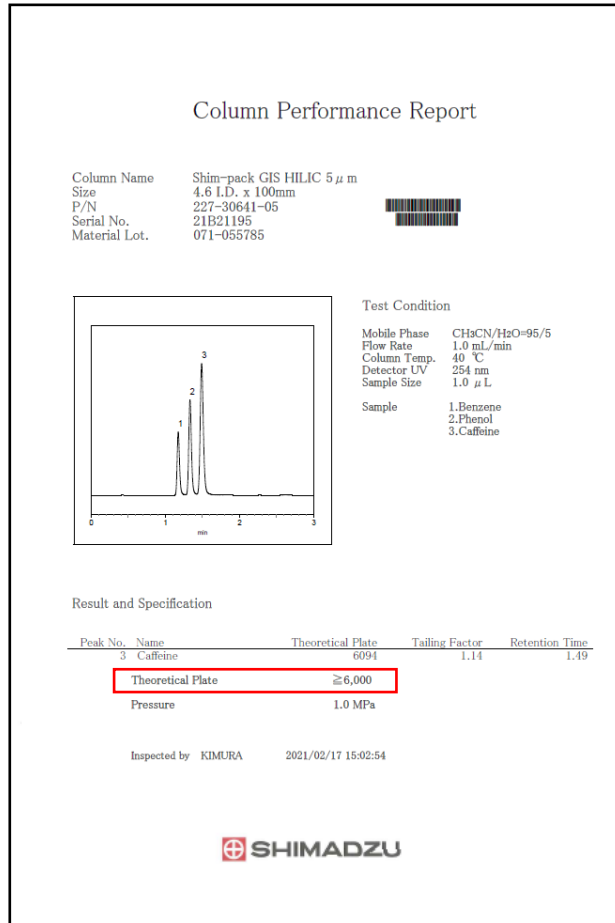 Column Performance Report
Column Name Shim-pack GIS HILIC 5 μ m
Size 4.6 I.D. x 100mm
P/N 227-30641-05
Serial No. 21B21195
Material Lot. 071-055785
Test Condition
Mobile Phase CH3CN/H2O=95/5
Flow Rate 1.0 mL/min
Column Temp. 40 ℃
Detector UV 254 nm
Sample Size 1.0 μ L
Sample 1.Benzene
2.Phenol
3.Caffeine
3
2
1
0 1 2 3
min
Result and Specification
Peak No. Name Theoretical Plate Tailing Factor Retention Time
3 Caffeine 6094 1.14 1.49
Theoretical Plate ≧6,000
Pressure 1.0 MPa
Inspected by KIMURA 2021/02/17 15:02:54
SHIMADZU